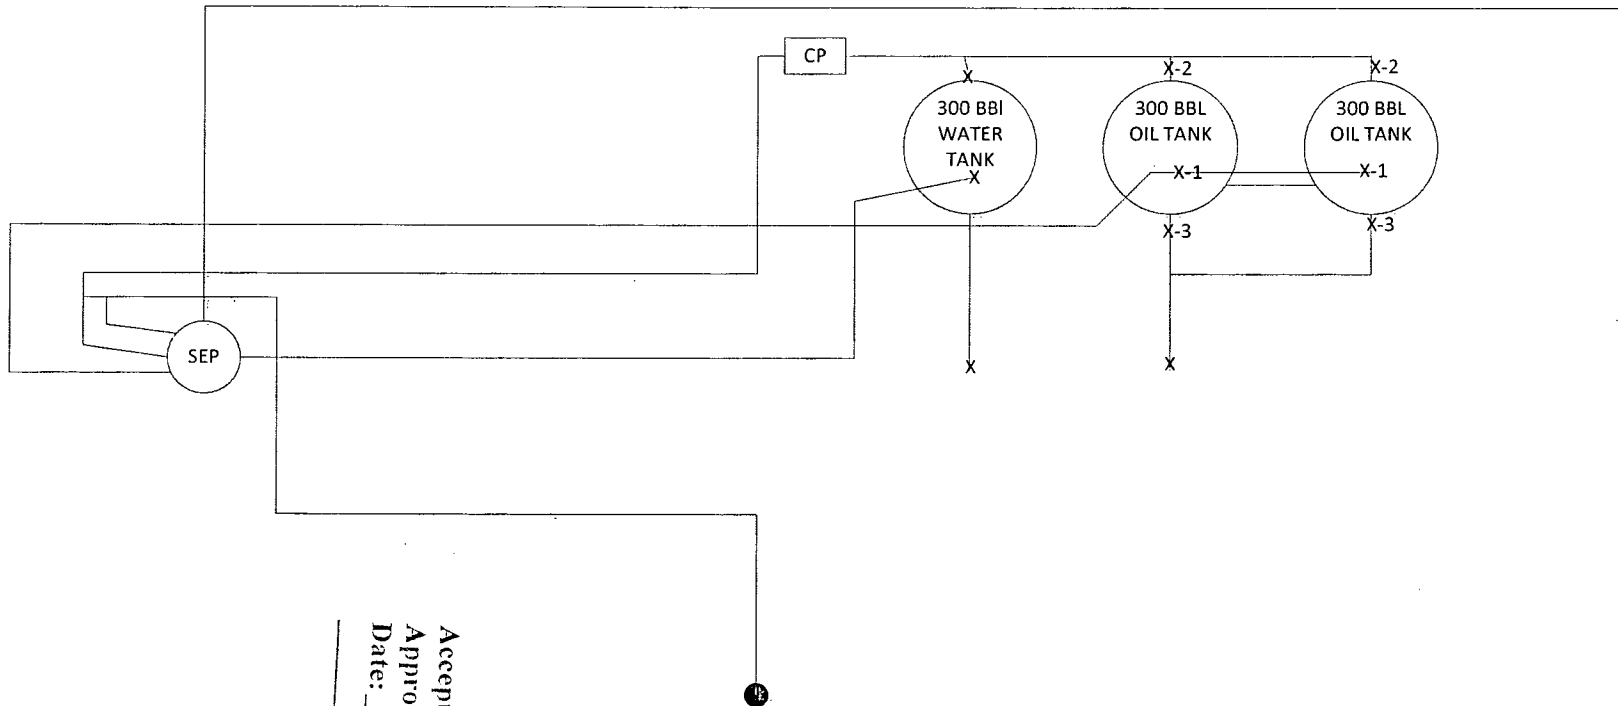 CP
X
X-2
X-2
300 BBl
WATER
TANK
X
300 BBL
OIL TANK
X-1
300 BBL
OIL TANK
X-1
X-3
X-3
SEP
X
X
Accep
Appro
Date: